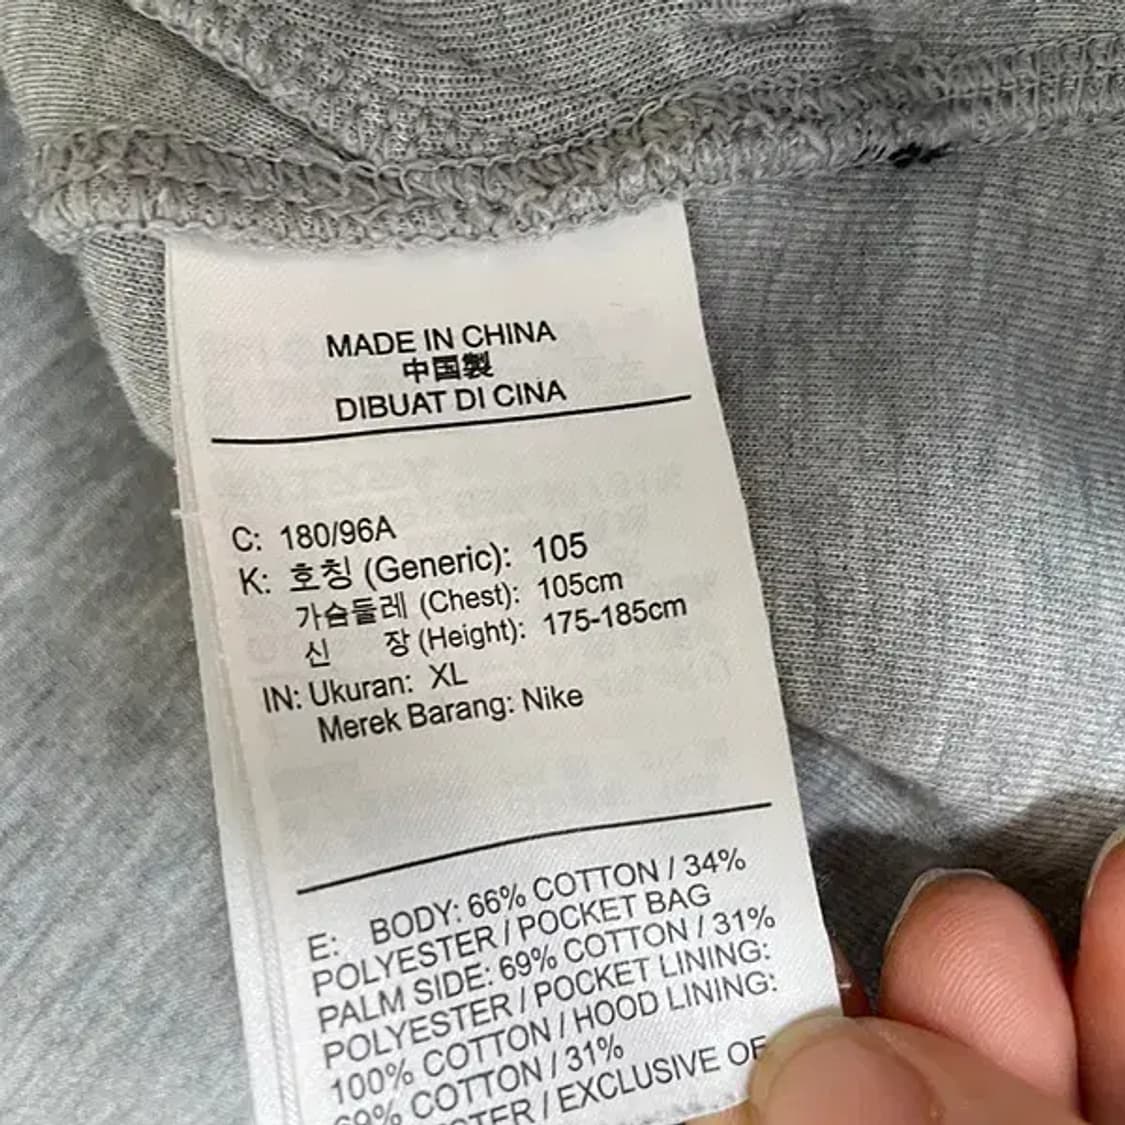 MADE IN CHINA
中国製
DIBUAT DI CINA
C: 180/96A
K: 호칭 (Generic): 105
가슴둘레 (Chest): 105cm
신 장 (Height): 175-185cm
IN: Ukuran: XL
Merek Barang: Nike
E: BODY: 66% COTTON / 34%
POLYESTER / POCKET BAG
PALM SIDE: 69% COTTON / 31%
POLYESTER / POCKET LINING:
100% COTTON / HOOD LINING:
69% COTTON / 31%
/ EXCLUSIVE OF